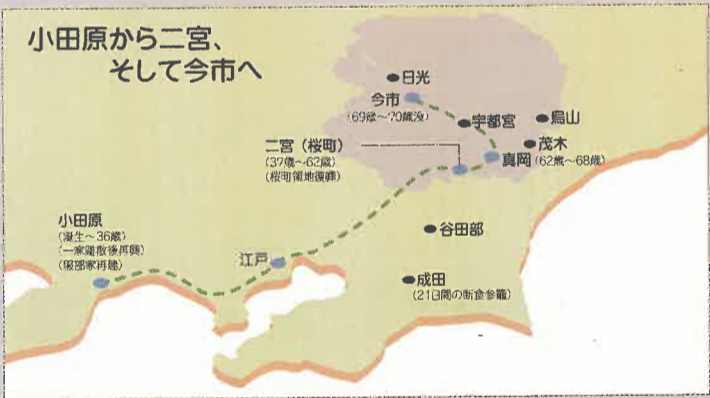 小田原から二宮、
そして今市へ
日光
今市
(69歳~70歳没)
宇都宮
烏山
茂木
真岡 (62歳~68歳)
二宮 (桜町)
(37歳~62歳)
(桜町領地復興)
谷田部
小田原
(誕生~36歳)
(一家離散後再興)
(服部家再建)
江戸
成田
(21日間の断食参籠)